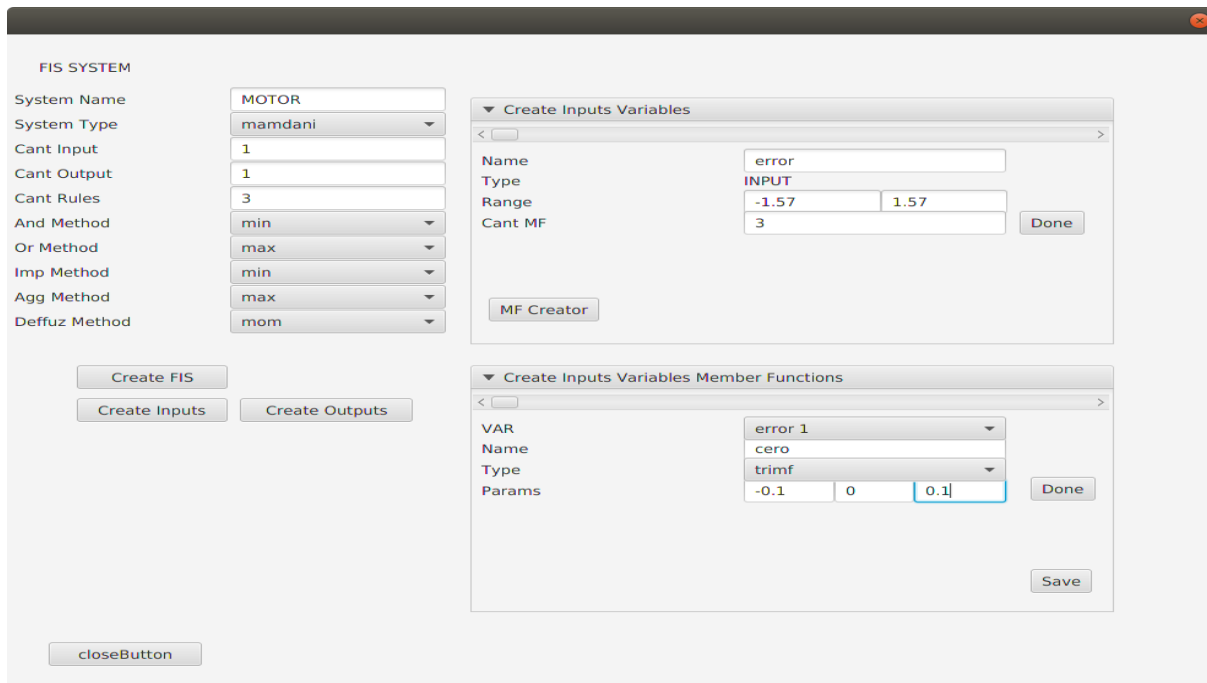 FIS SYSTEM
System Name MOTOR
System Type mamdani
Cant Input 1
Cant Output 1
Cant Rules 3
And Method min
Or Method max
Imp Method min
Agg Method max
Deffuz Method mom
Create FIS
Create Inputs Create Outputs
closeButton
Create Inputs Variables
Name error
Type INPUT
Range -1.57 1.57
Cant MF 3 Done
MF Creator
Create Inputs Variables Member Functions
VAR error 1
Name cero
Type trimf
Params -0.1 0 0.1 Done
Save